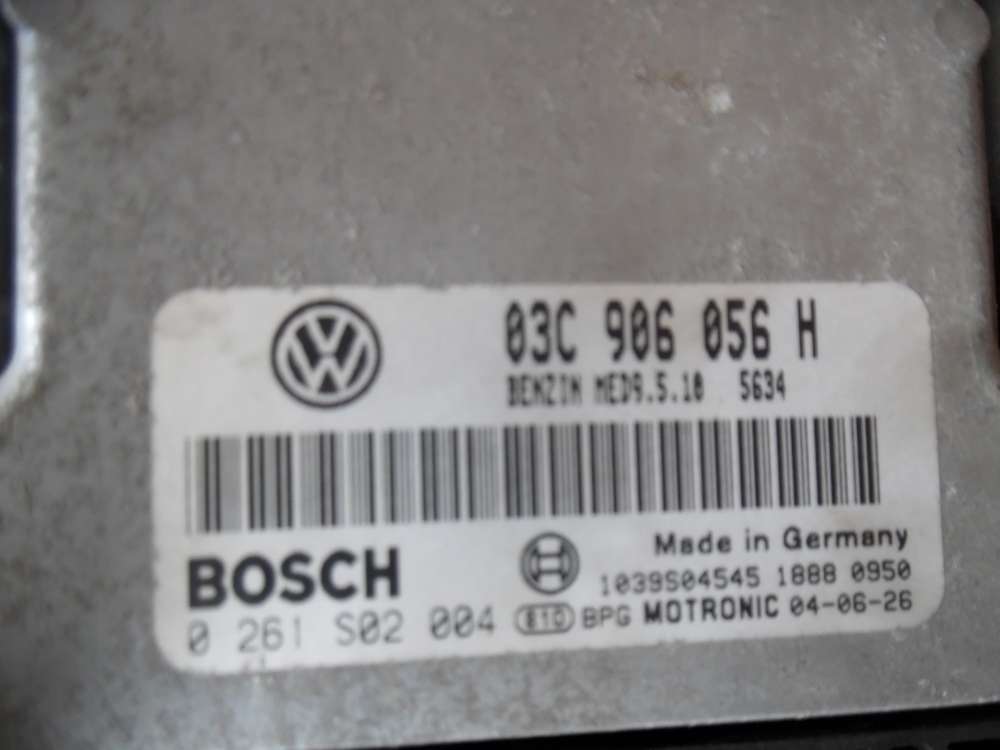 03C 906 056 H
BENZIN MED9.5.10 5634
BOSCH
Made in Germany
1039S04545 1888 0950
0 261 S02 004 E10 BPG MOTRONIC 04-06-26